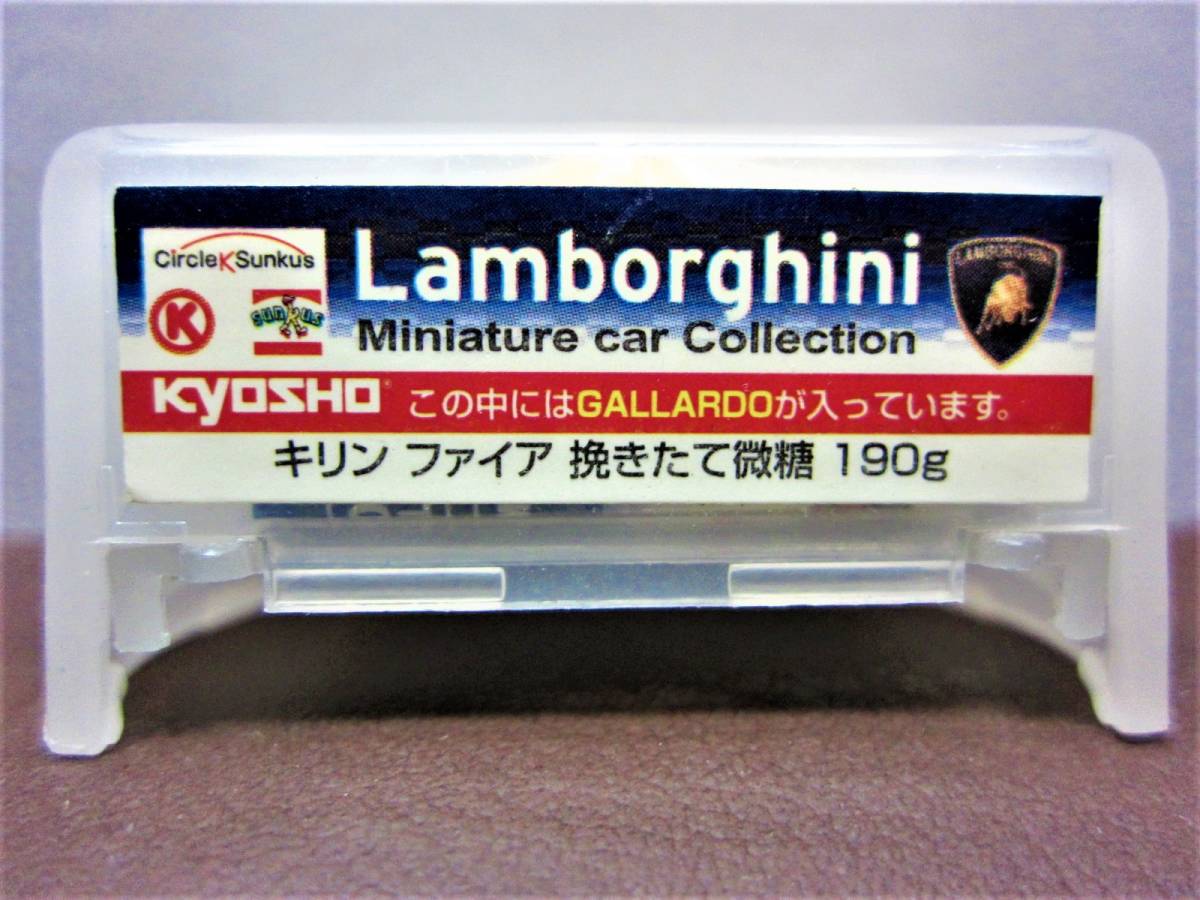 CircleKSunkus
K
sunkus
Lamborghini
LAMBORGHINI
Miniature car Collection
KYOSHO この中にはGALLARDOが入っています。
キリン ファイア 挽きたて微糖 190g